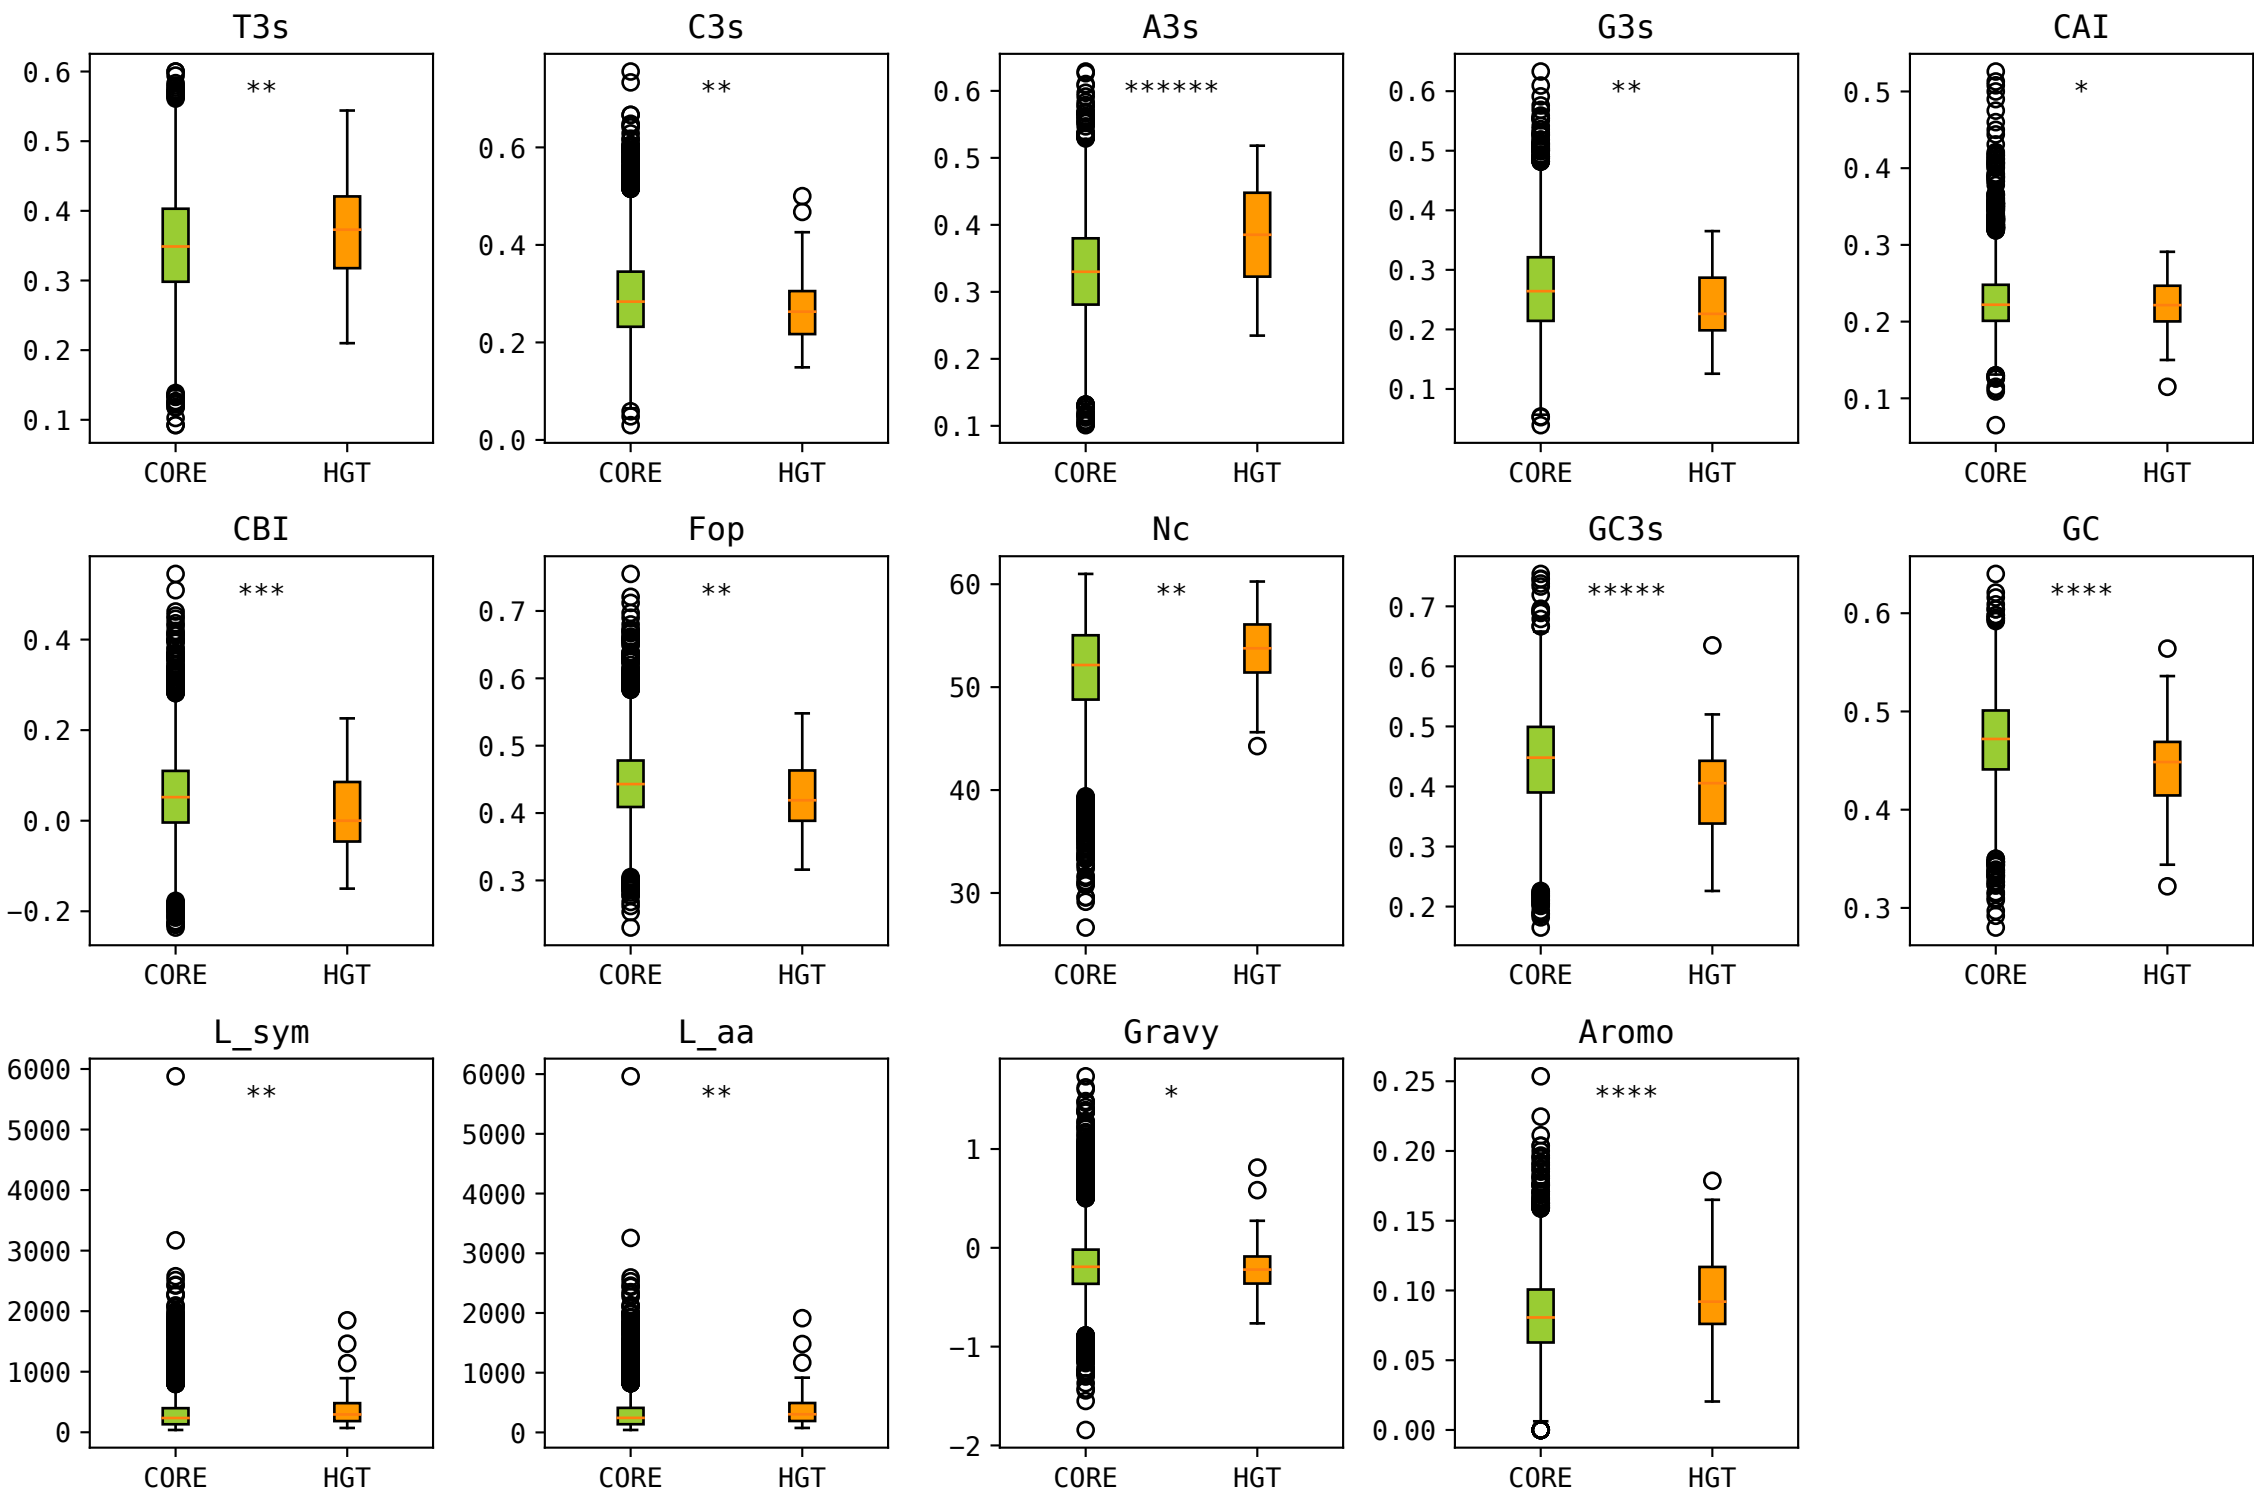 T3s
C3s
A3s
G3s
CAI
**
**
******
**
*
0.6
0.5
0.4
0.3
0.2
0.1
CORE
HGT
0.6
0.4
0.2
0.0
CORE
HGT
0.6
0.5
0.4
0.3
0.2
0.1
CORE
HGT
0.6
0.5
0.4
0.3
0.2
0.1
CORE
HGT
0.5
0.4
0.3
0.2
0.1
CORE
HGT
CBI
Fop
Nc
GC3s
GC
***
**
**
*****
****
0.4
0.2
0.0
−0.2
CORE
HGT
0.7
0.6
0.5
0.4
0.3
CORE
HGT
60
50
40
30
CORE
HGT
0.7
0.6
0.5
0.4
0.3
0.2
CORE
HGT
0.6
0.5
0.4
0.3
CORE
HGT
L_sym
L_aa
Gravy
Aromo
**
**
*
****
6000
5000
4000
3000
2000
1000
0
CORE
HGT
6000
5000
4000
3000
2000
1000
0
CORE
HGT
1
0
−1
−2
CORE
HGT
0.25
0.20
0.15
0.10
0.05
0.00
CORE
HGT